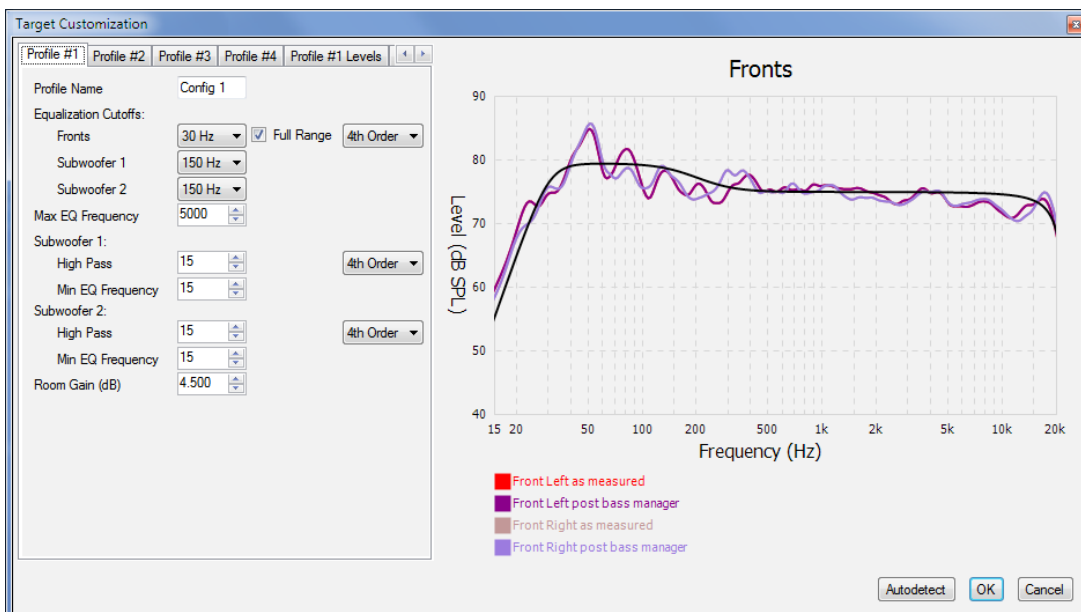 Target Customization
Profile #1 Profile #2 Profile #3 Profile #4 Profile #1 Levels
Profile Name Config 1
Equalization Cutoffs:
Fronts 30 Hz Full Range 4th Order
Subwoofer 1 150 Hz
Subwoofer 2 150 Hz
Max EQ Frequency 5000
Subwoofer 1:
High Pass 15 4th Order
Min EQ Frequency 15
Subwoofer 2:
High Pass 15 4th Order
Min EQ Frequency 15
Room Gain (dB) 4.500
Fronts
90
80
70
60
50
40
Level (dB SPL)
15 20 50 100 200 500 1k 2k 5k 10k 20k
Frequency (Hz)
Front Left as measured
Front Left post bass manager
Front Right as measured
Front Right post bass manager
Autodetect OK Cancel